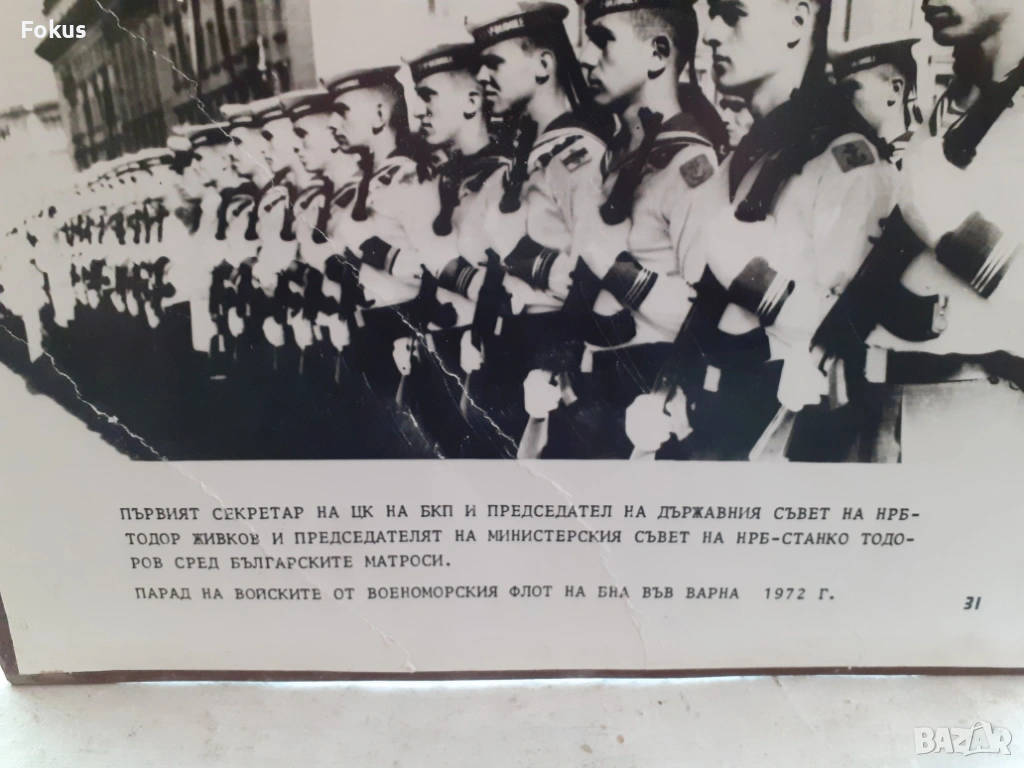 Fokus
ПЪРВИЯТ СЕКРЕТАР НА ЦК НА БКП И ПРЕДСЕДАТЕЛ НА ДЪРЖАВНИЯ СЪВЕТ НА НРБ-
ТОДОР ЖИВКОВ И ПРЕДСЕДАТЕЛЯТ НА МИНИСТЕРСКИЯ СЪВЕТ НА НРБ-СТАНКО ТОДО-
РОВ СРЕД БЪЛГАРСКИТЕ МАТРОСИ.
ПАРАД НА ВОЙСКИТЕ ОТ ВОЕНОМОРСКИЯ ФЛОТ НА БНА ВЪВ ВАРНА 1972 Г.
31
BAZAR